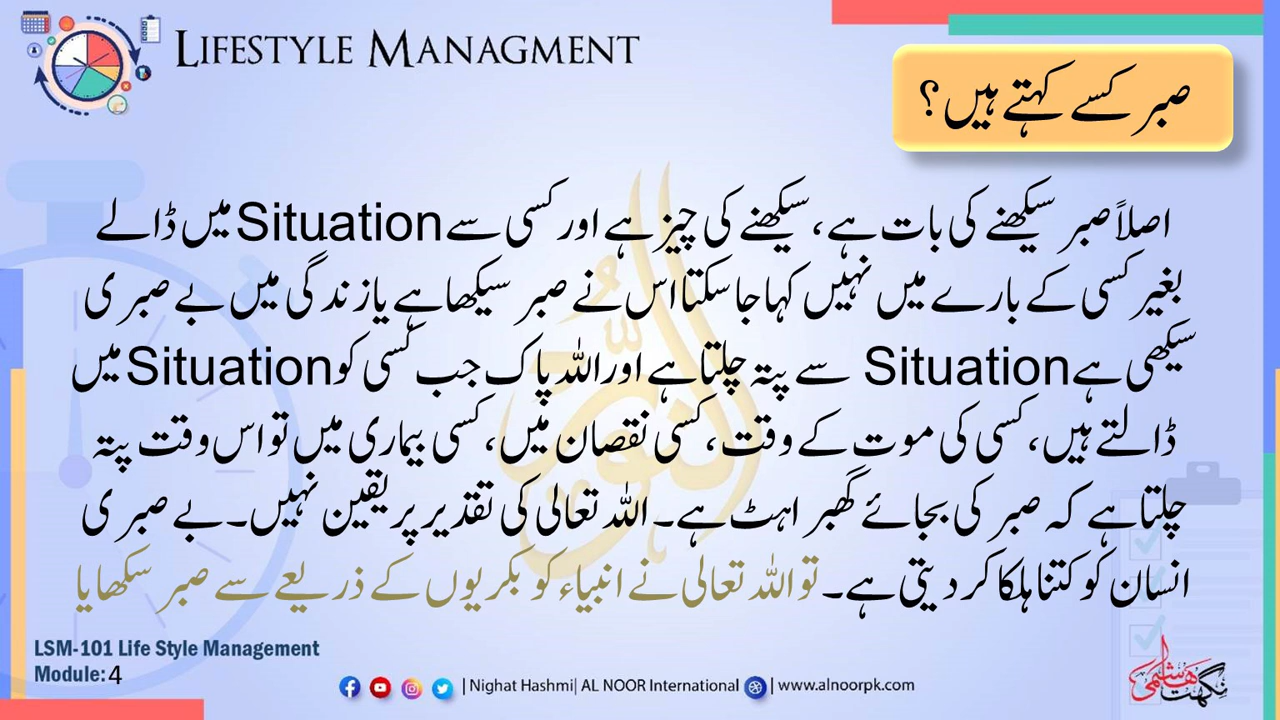 LIFESTYLE MANAGMENT
صبر کسے کہتے ہیں؟
اصلاً صبر سیکھنے کی بات ہے، سیکھنے کی چیز ہے اور کسی سے Situation میں ڈالے
بغیر کسی کے بارے میں نہیں کہا جا سکتا اس نے صبر سیکھا ہے یا زندگی میں بے صبری
سیکھی ہے Situation سے پتہ چلتا ہے اور اللہ پاک جب کسی کو Situation میں
ڈالتے ہیں، کسی کی موت کے وقت، کسی نقصان میں، کسی بیماری میں تو اس وقت پتہ
چلتا ہے کہ صبر کی بجائے گھبراہٹ ہے۔ اللہ تعالی کی تقدیر پر یقین نہیں۔ بے صبری
انسان کو کتنا ہلکا کر دیتی ہے۔ تو اللہ تعالی نے انبیاء کو بکریوں کے ذریعے سے صبر سکھایا
النور
LSM-101 Life Style Management
Module: 4
| Nighat Hashmi| AL NOOR International | www.alnoorpk.com
نگہت ہاشمی